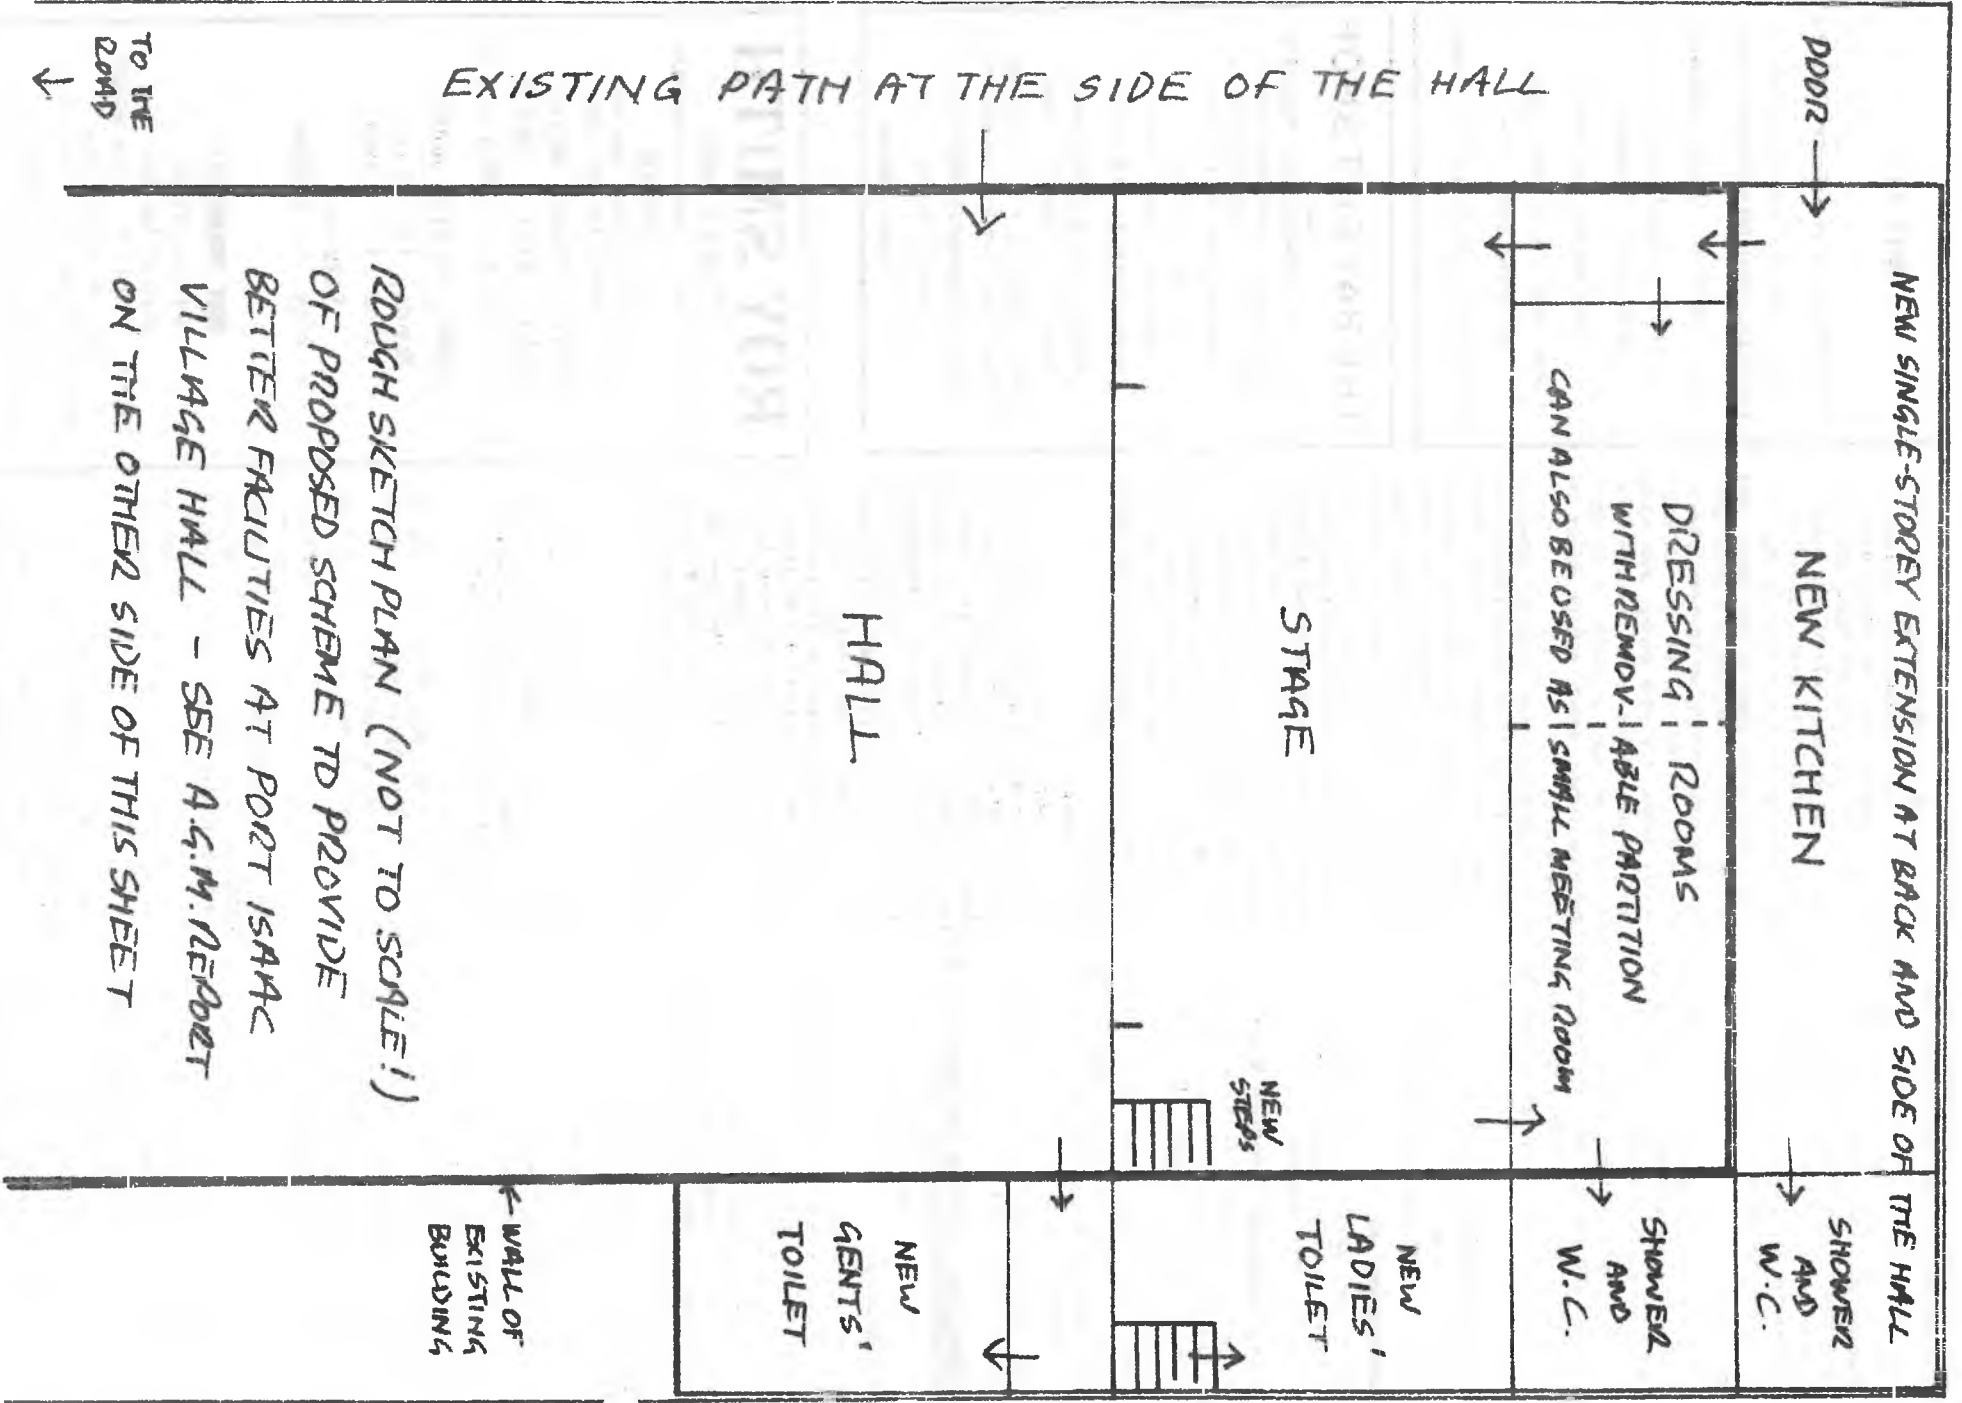 NEW SINGLE-STOREY EXTENSION AT BACK AND SIDE OF THE HALL
DOOR
NEW KITCHEN
SHOWER
AND
W.C.
DRESSING ROOMS
WITH REMOV-ABLE PARTITION
CAN ALSO BE USED AS SMALL MEETING ROOM
SHOWER
AND
W.C.
EXISTING PATH AT THE SIDE OF THE HALL
STAGE
NEW
STEPS
NEW
LADIES'
TOILET
HALL
NEW
GENTS'
TOILET
WALL OF
EXISTING
BUILDING
ROUGH SKETCH PLAN (NOT TO SCALE!)
OF PROPOSED SCHEME TO PROVIDE
BETTER FACILITIES AT PORT ISAAC
VILLAGE HALL - SEE A.G.M. REPORT
ON THE OTHER SIDE OF THIS SHEET
TO THE
ROAD